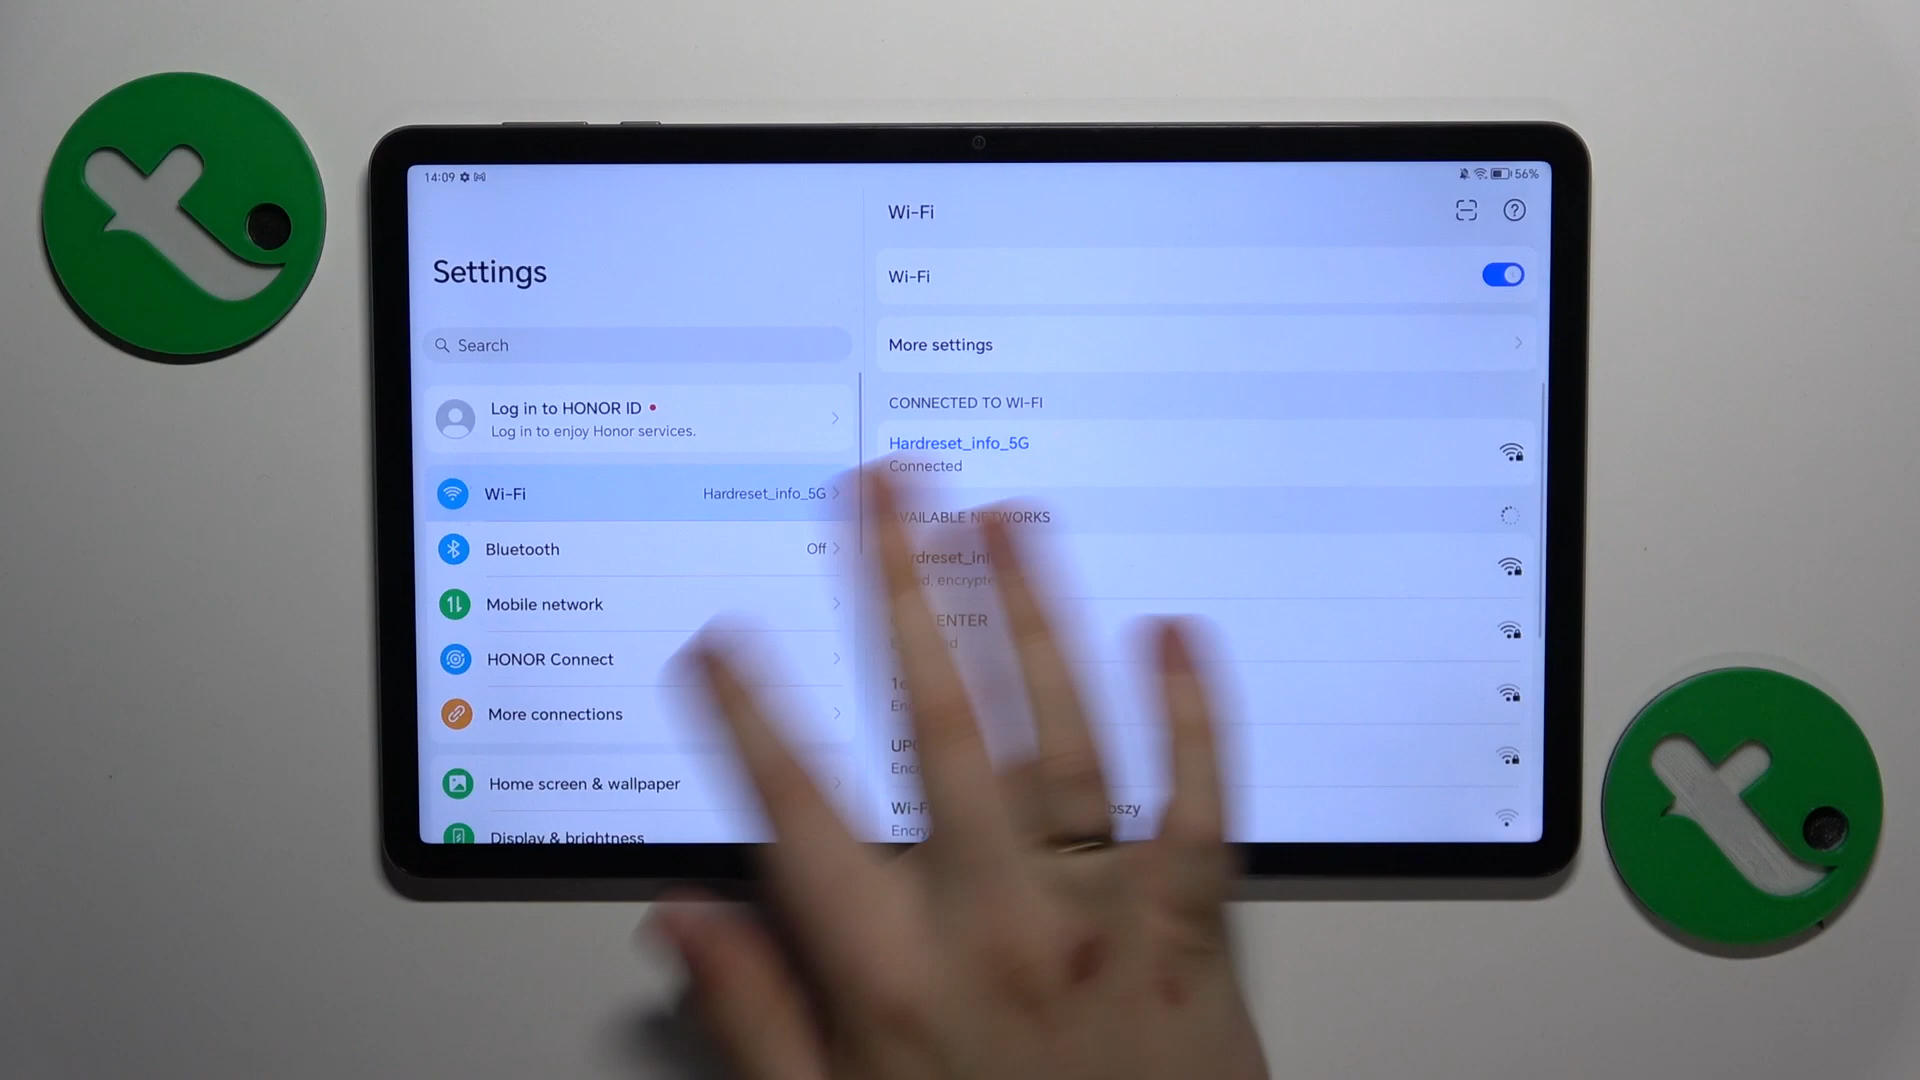 14:09
56%
Settings
Search
Log in to HONOR ID
Log in to enjoy Honor services.
Wi-Fi Hardreset_info_5G
Bluetooth Off
Mobile network
HONOR Connect
More connections
Home screen & wallpaper
Display & brightness
Wi-Fi
Wi-Fi
More settings
CONNECTED TO WI-FI
Hardreset_info_5G
Connected
AVAILABLE NETWORKS